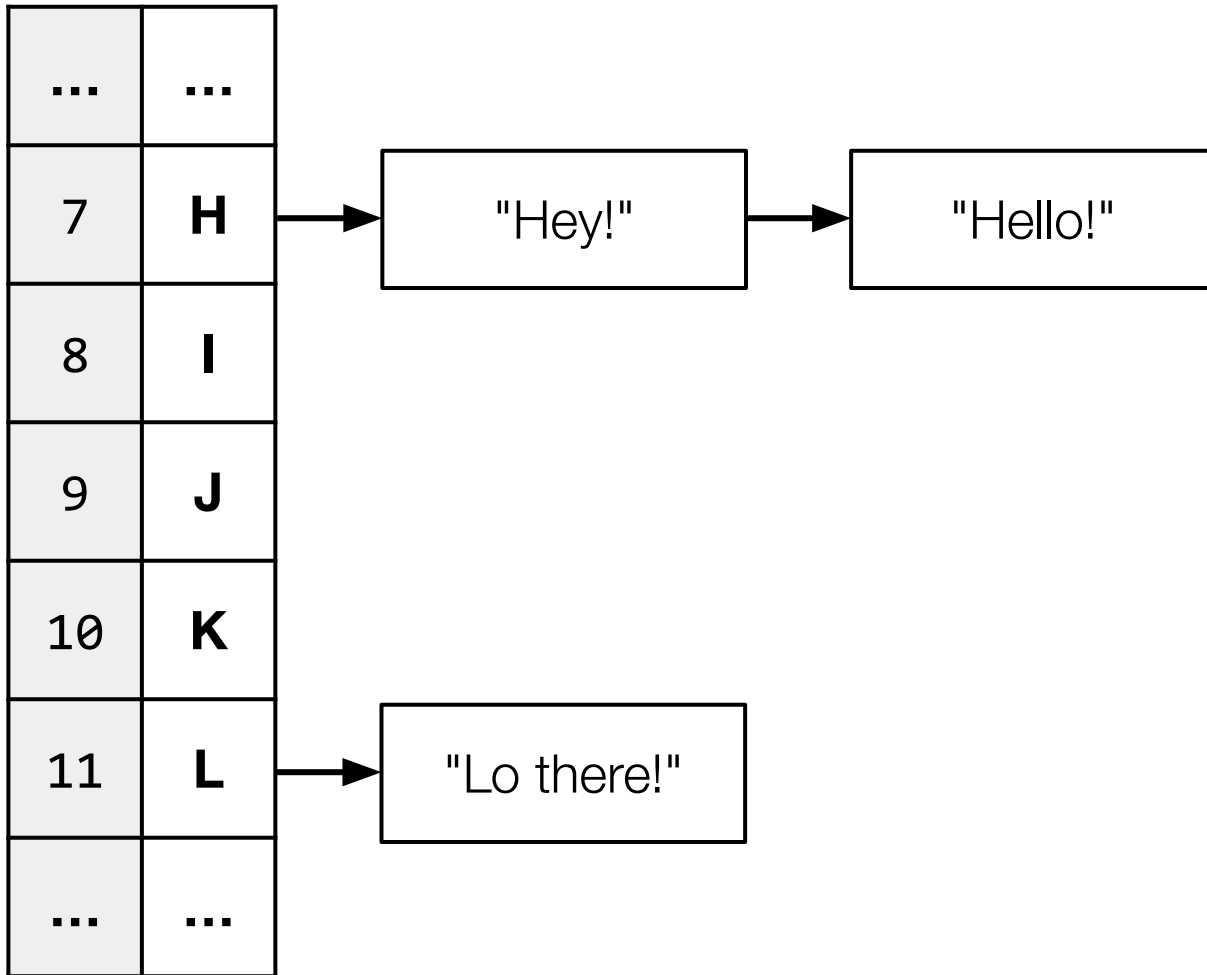 ... ...
7 H "Hey!" "Hello!"
8 I
9 J
10 K
11 L "Lo there!"
... ...